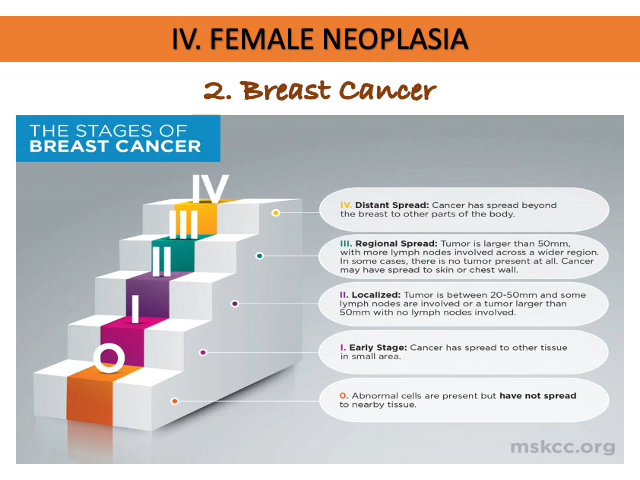 IV. FEMALE NEOPLASIA
2. Breast Cancer
THE STAGES OF
BREAST CANCER
IV
III
II
I
0
IV. Distant Spread: Cancer has spread beyond
the breast to other parts of the body.
III. Regional Spread: Tumor is larger than 50mm,
with more lymph nodes involved across a wider region.
In some cases, there is no tumor present at all. Cancer
may have spread to skin or chest wall.
II. Localized: Tumor is between 20-50mm and some
lymph nodes are involved or a tumor larger than
50mm with no lymph nodes involved.
I. Early Stage: Cancer has spread to other tissue
in small area.
0. Abnormal cells are present but have not spread
to nearby tissue.
mskcc.org